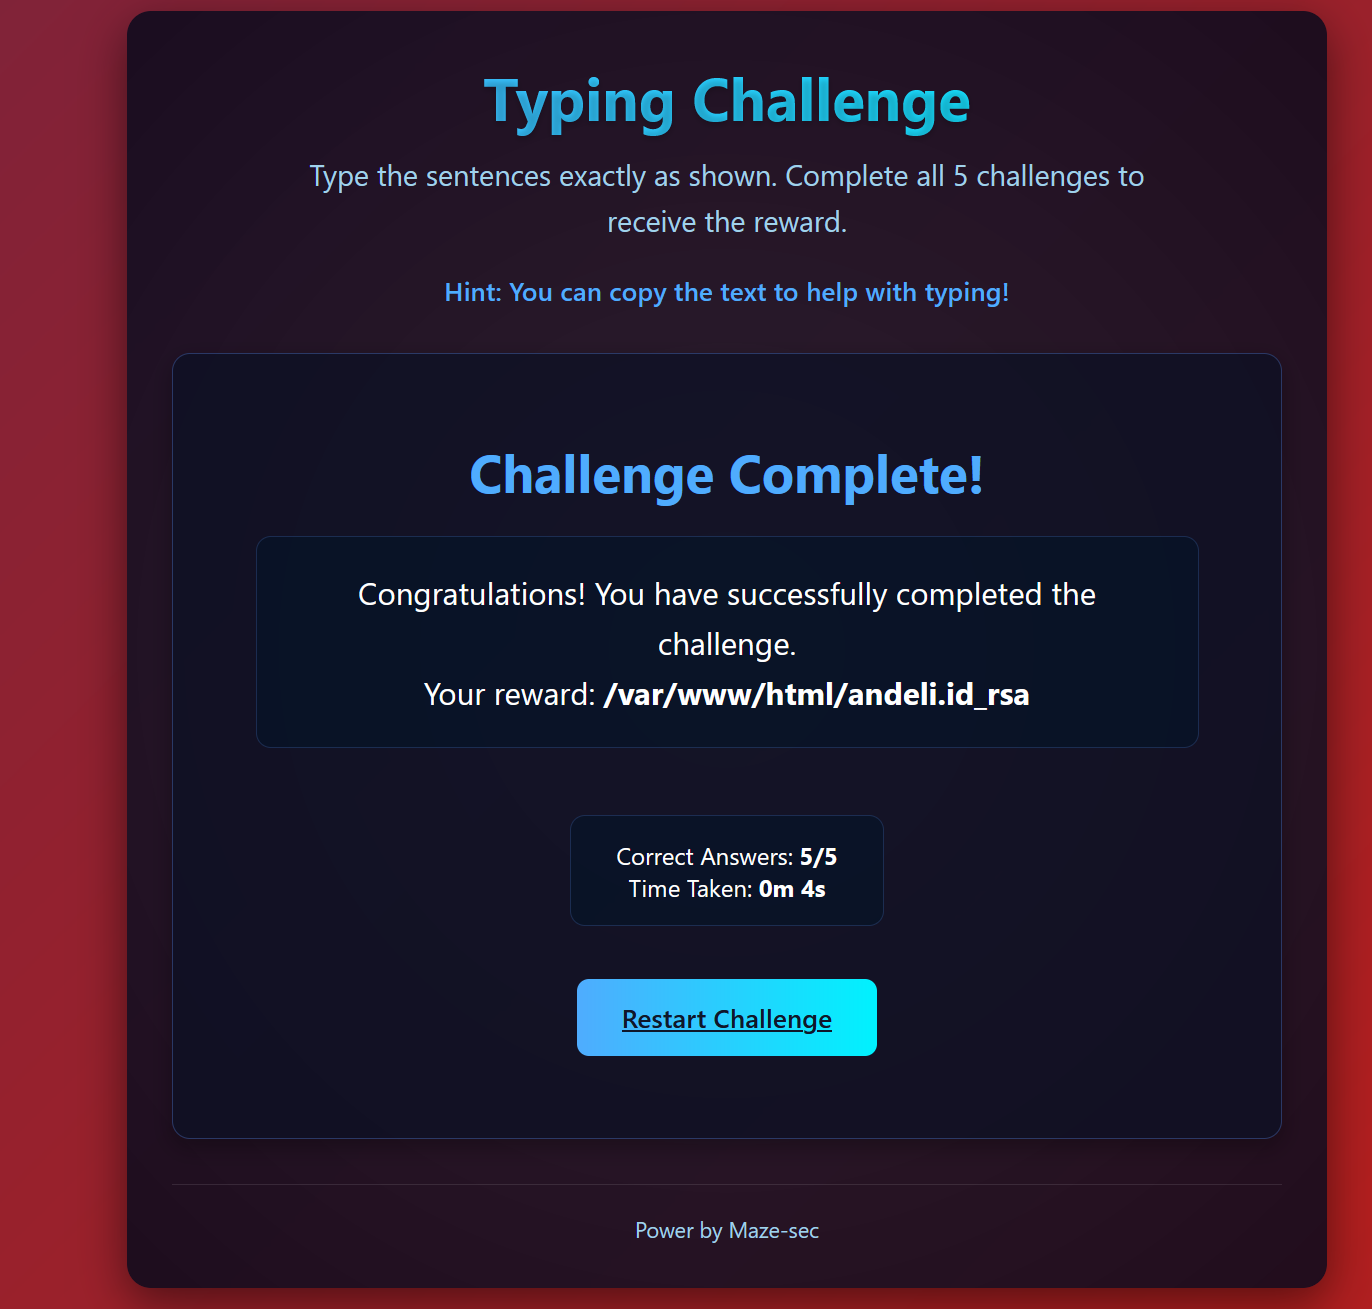 Typing Challenge
Type the sentences exactly as shown. Complete all 5 challenges to
receive the reward.
Hint: You can copy the text to help with typing!
Challenge Complete!
Congratulations! You have successfully completed the
challenge.
Your reward: /var/www/html/andeli.id_rsa
Correct Answers: 5/5
Time Taken: 0m 4s
Restart Challenge
Power by Maze-sec